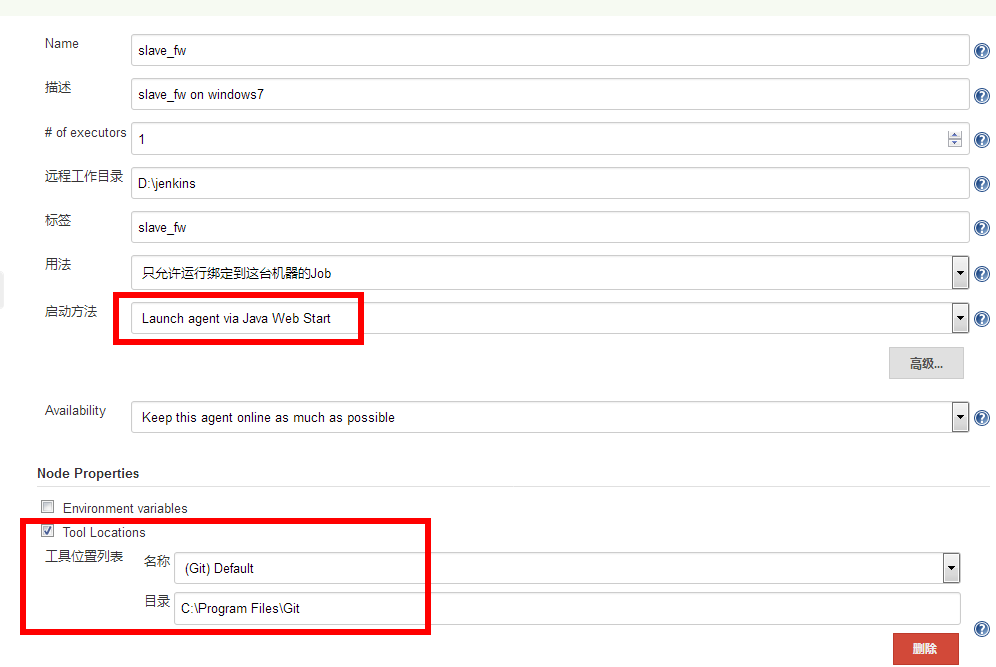 Name
slave_fw
描述
slave_fw on windows7
# of executors
1
远程工作目录
D:\jenkins
标签
slave_fw
用法
只允许运行绑定到这台机器的Job
启动方法
Launch agent via Java Web Start
高级...
Availability
Keep this agent online as much as possible
Node Properties
Environment variables
Tool Locations
工具位置列表
名称
(Git) Default
目录
C:\Program Files\Git
删除